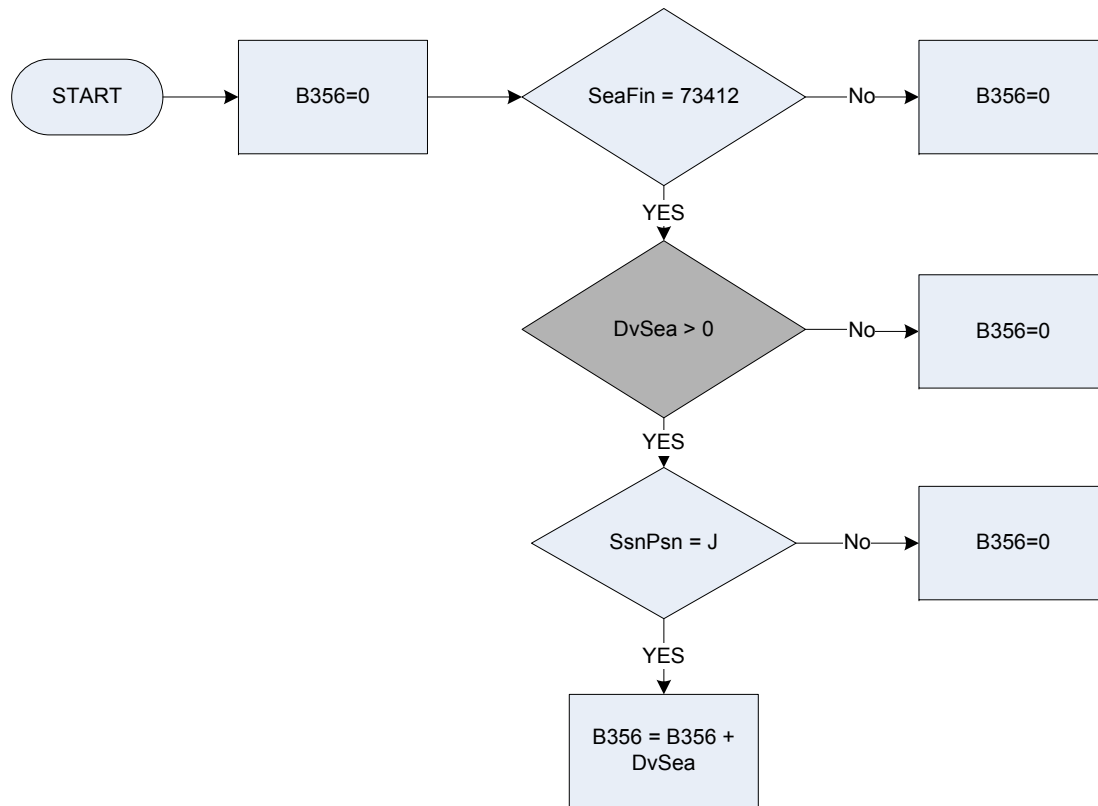 START
B356=0
SeaFin = 73412
No
B356=0
YES
DvSea > 0
No
B356=0
YES
SsnPsn = J
No
B356=0
YES
B356 = B356 +
DvSea